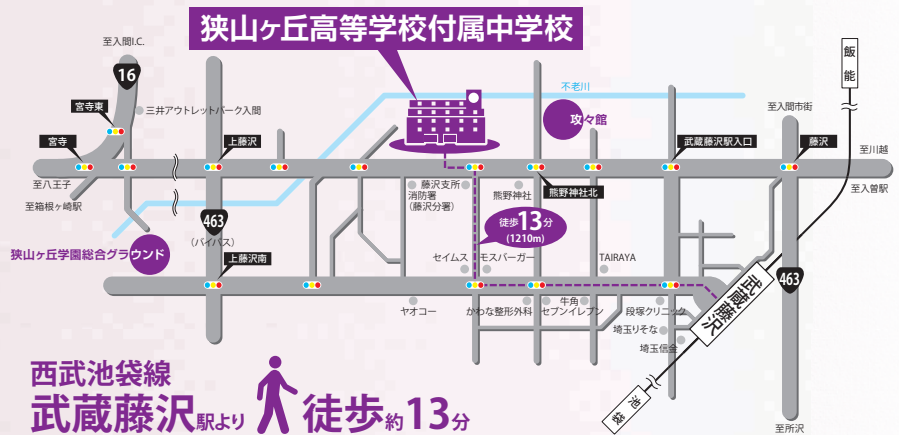 狭山ヶ丘高等学校付属中学校
至入間I.C.
16
宮寺東
宮寺
三井アウトレットパーク入間
上藤沢
不老川
攻々館
飯能
至入間市街
武蔵藤沢駅入口
藤沢
至川越
至入曽駅
至八王子
至箱根ヶ崎駅
藤沢支所
消防署
(藤沢分署)
熊野神社
熊野神社北
463
(バイパス)
徒歩13分
(1210m)
狭山ヶ丘学園総合グラウンド
上藤沢南
セイムス
モスバーガー
TAIRAYA
武蔵藤沢
463
ヤオコー
かわな整形外科
セブンイレブン
牛角
段塚クリニック
埼玉りそな
埼玉信金
池袋
至所沢
西武池袋線
武蔵藤沢駅より
徒歩約13分